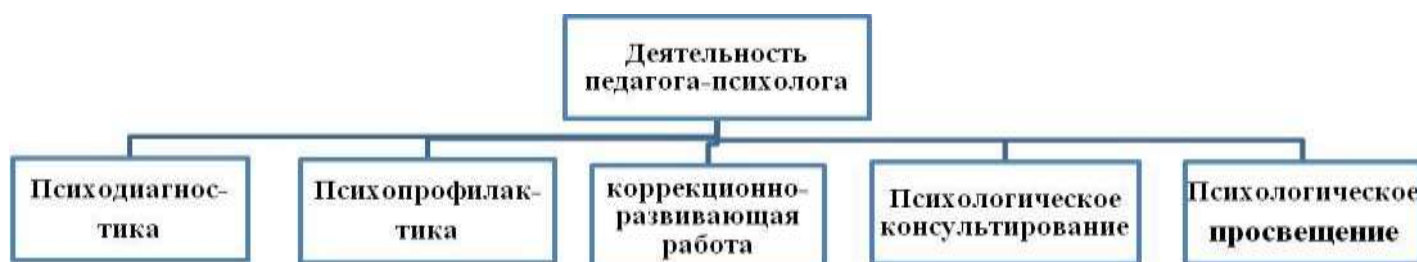 Деятельность
педагога-психолога
Психодиагнос-
тика
Психопрофилак-
тика
коррекционно-
развивающая
работа
Психологическое
консультирование
Психологическое
просвещение